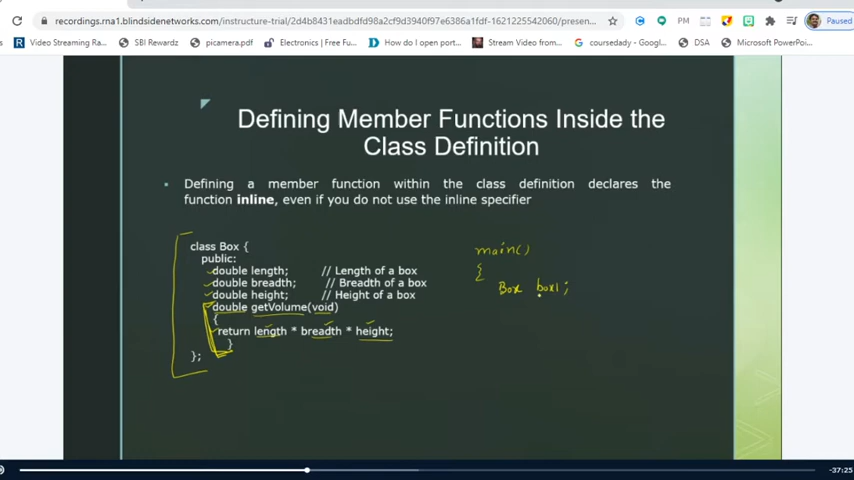 Paused
recordings.rna1.blindsidenetworks.com/instructure-trial/2d4b8431eadbdfd98a2cf9d3940f97e6386a1fdf-1621225542060/presen...
PM
Video Streaming Ra...
SBI Rewardz
picamera.pdf
Electronics | Free Fu...
How do I open port...
Stream Video from...
coursedady - Googl...
DSA
Microsoft PowerPoi...
Defining Member Functions Inside the
Class Definition
Defining a member function within the class definition declares the
function inline, even if you do not use the inline specifier
class Box {
public:
double length; // Length of a box
double breadth; // Breadth of a box
double height; // Height of a box
double getVolume(void)
{
return length * breadth * height;
}
};
main()
{
Box box1;
-37:25